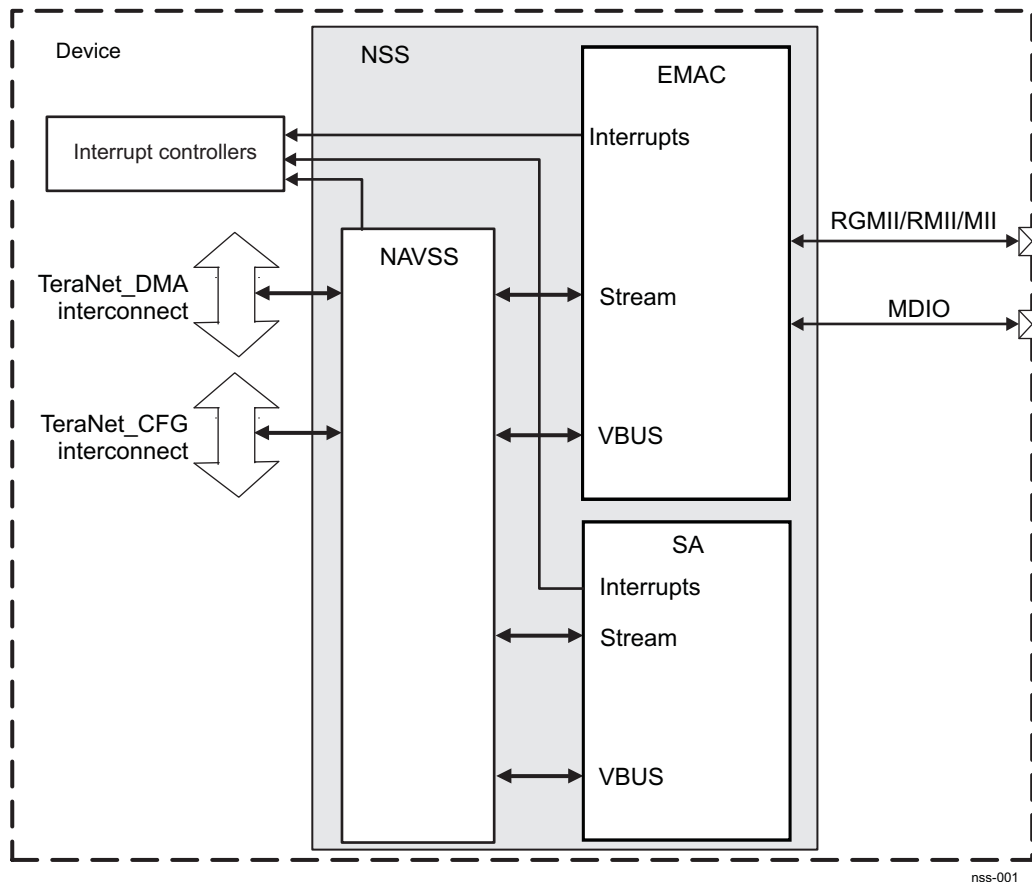 Device
NSS
EMAC
Interrupt controllers
Interrupts
RGMII/RMII/MII
NAVSS
TeraNet_DMA
interconnect
Stream
MDIO
TeraNet_CFG
interconnect
VBUS
SA
Interrupts
Stream
VBUS
nss-001